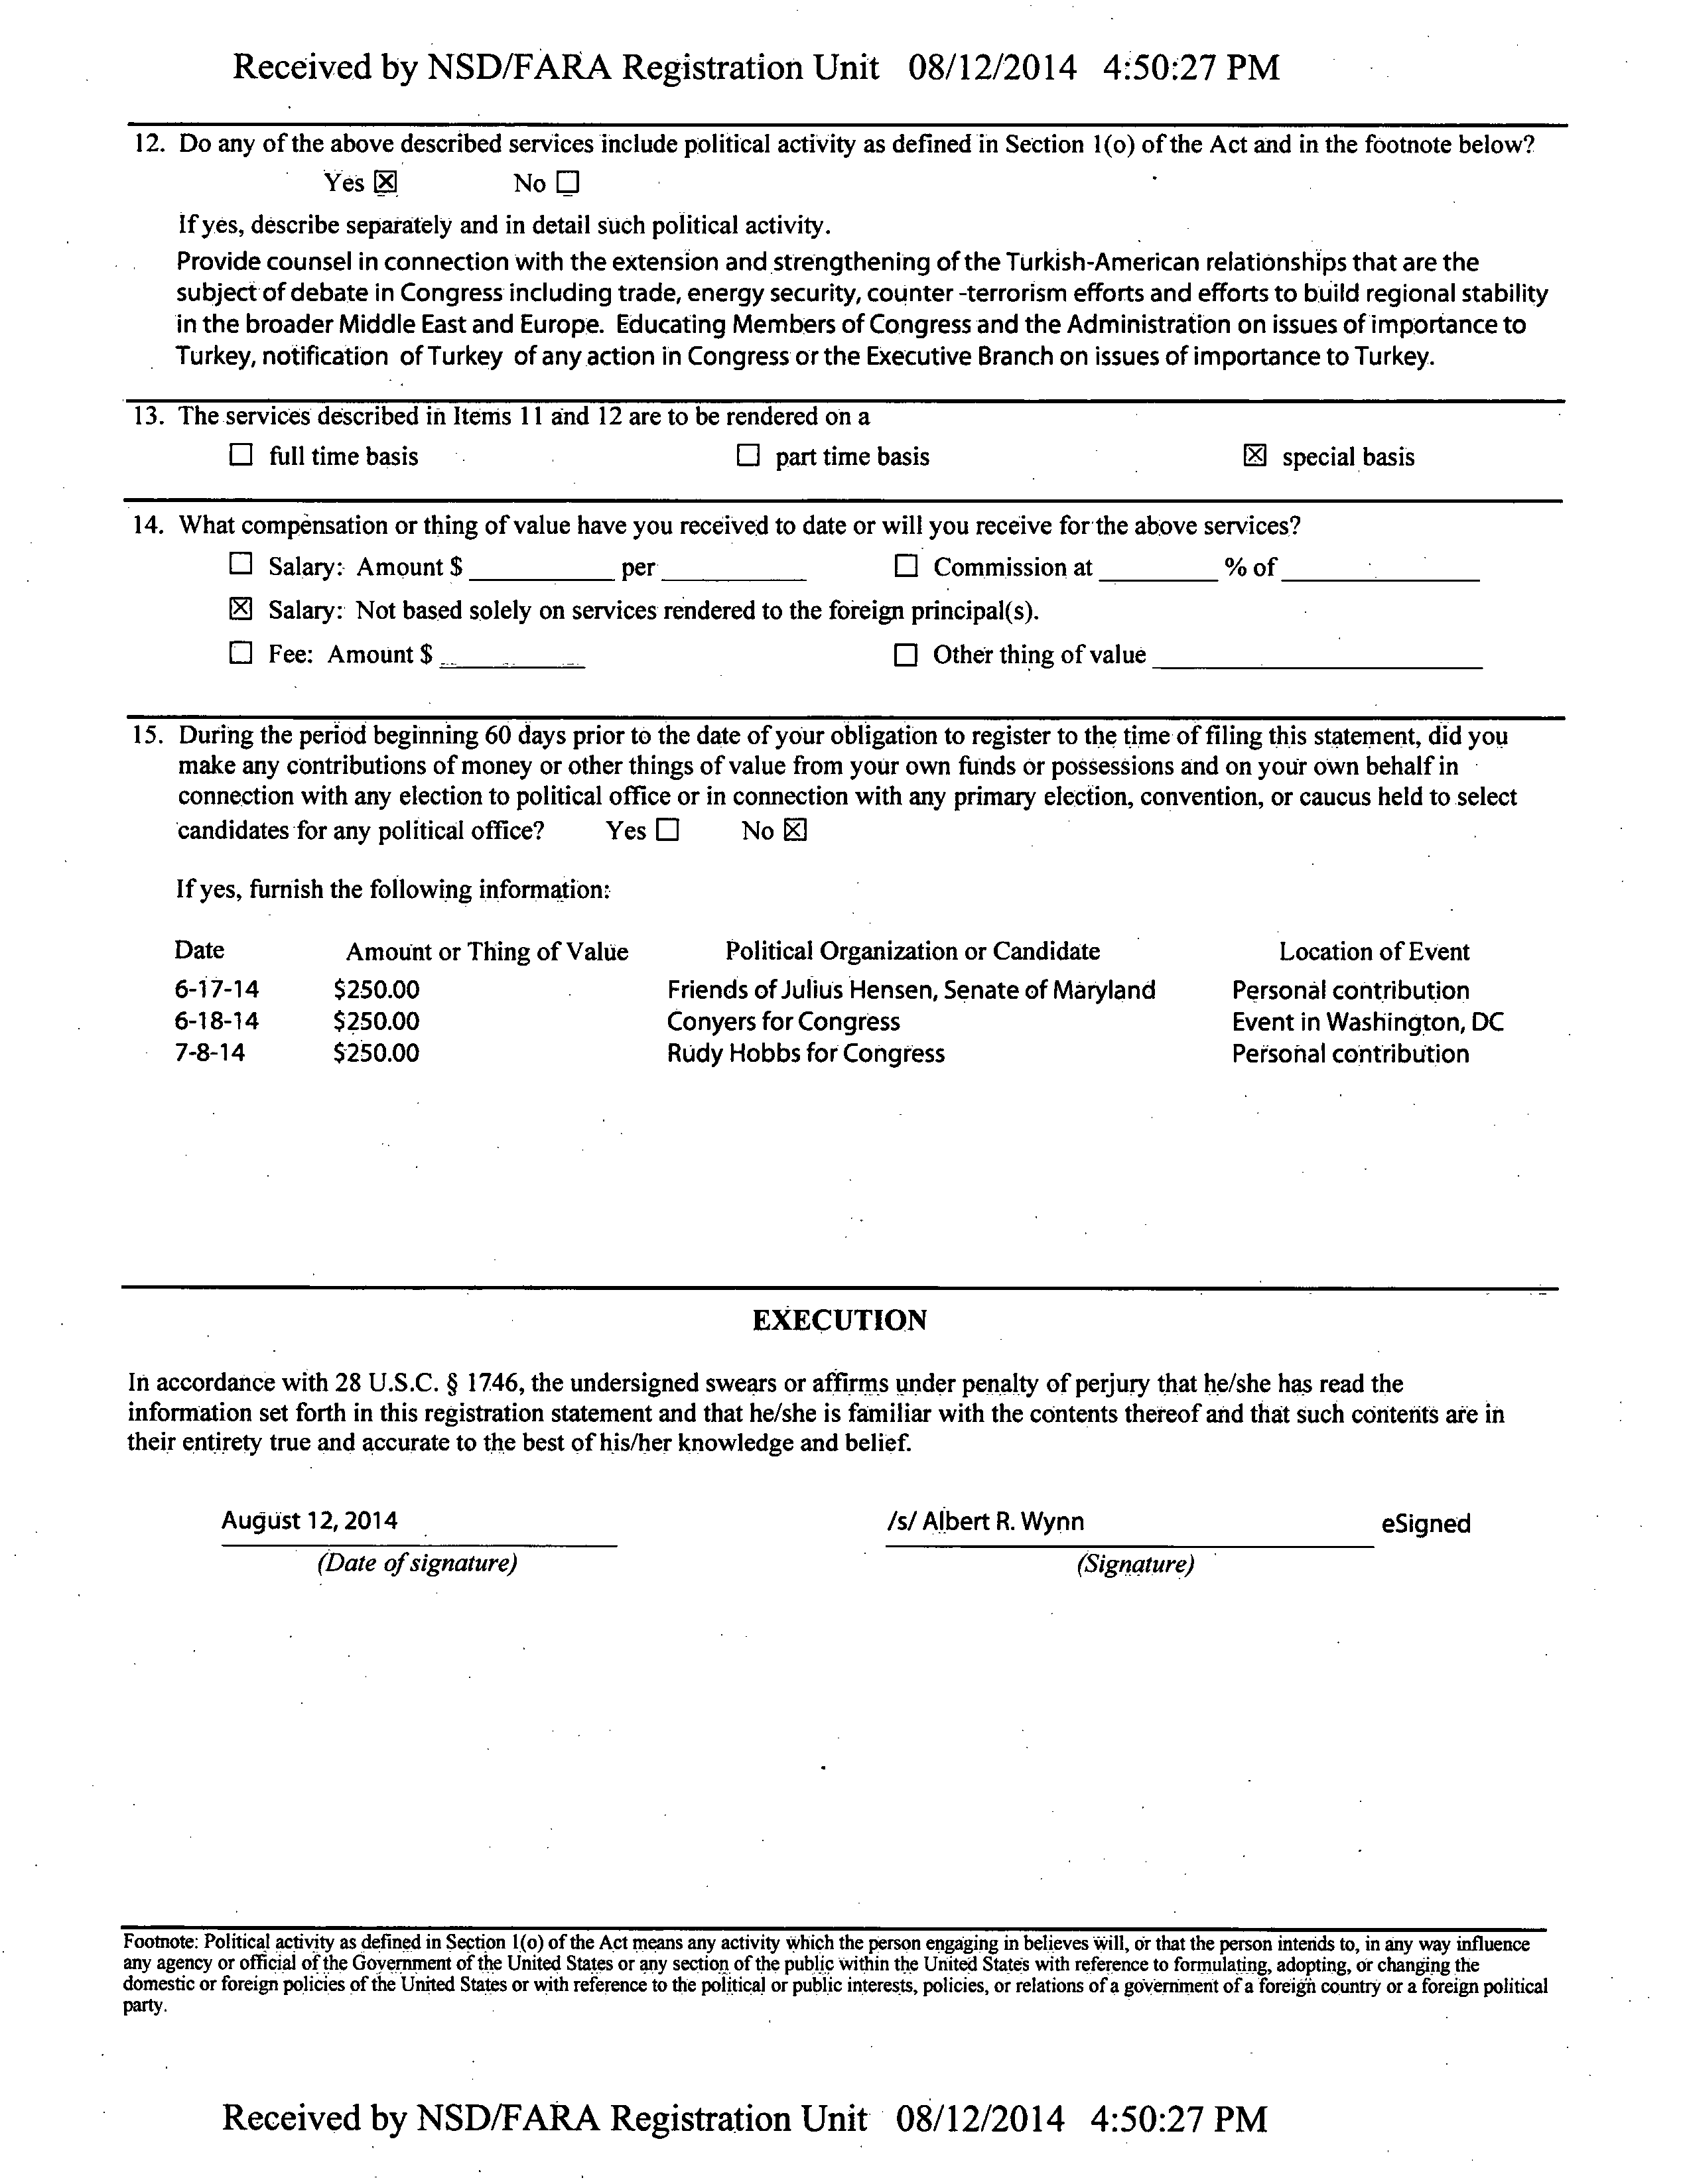 Received by NSD/FARA Registration Unit 08/12/2014 4:50:27 PM
12. Do any of the above described services include political activity as defined in Section 1(o) of the Act and in the footnote below?
Yes ☒ No ☐
If yes, describe separately and in detail such political activity.
Provide counsel in connection with the extension and strengthening of the Turkish-American relationships that are the
subject of debate in Congress including trade, energy security, counter -terrorism efforts and efforts to build regional stability
in the broader Middle East and Europe. Educating Members of Congress and the Administration on issues of importance to
Turkey, notification of Turkey of any action in Congress or the Executive Branch on issues of importance to Turkey.
13. The services described in Items 11 and 12 are to be rendered on a
☐ full time basis ☐ part time basis ☒ special basis
14. What compensation or thing of value have you received to date or will you receive for the above services?
☐ Salary: Amount $ ____ per ____ ☐ Commission at ____ % of ____
☒ Salary: Not based solely on services rendered to the foreign principal(s).
☐ Fee: Amount $ ____ ☐ Other thing of value ____
15. During the period beginning 60 days prior to the date of your obligation to register to the time of filing this statement, did you
make any contributions of money or other things of value from your own funds or possessions and on your own behalf in
connection with any election to political office or in connection with any primary election, convention, or caucus held to select
candidates for any political office? Yes ☐ No ☒
If yes, furnish the following information:
Date Amount or Thing of Value Political Organization or Candidate Location of Event
6-17-14 $250.00 Friends of Julius Hensen, Senate of Maryland Personal contribution
6-18-14 $250.00 Conyers for Congress Event in Washington, DC
7-8-14 $250.00 Rudy Hobbs for Congress Personal contribution
EXECUTION
In accordance with 28 U.S.C. § 1746, the undersigned swears or affirms under penalty of perjury that he/she has read the
information set forth in this registration statement and that he/she is familiar with the contents thereof and that such contents are in
their entirety true and accurate to the best of his/her knowledge and belief.
August 12, 2014 /s/ Albert R. Wynn eSigned
(Date of signature) (Signature)
Footnote: Political activity as defined in Section 1(o) of the Act means any activity which the person engaging in believes will, or that the person intends to, in any way influence
any agency or official of the Government of the United States or any section of the public within the United States with reference to formulating, adopting, or changing the
domestic or foreign policies of the United States or with reference to the political or public interests, policies, or relations of a government of a foreign country or a foreign political
party.
Received by NSD/FARA Registration Unit 08/12/2014 4:50:27 PM